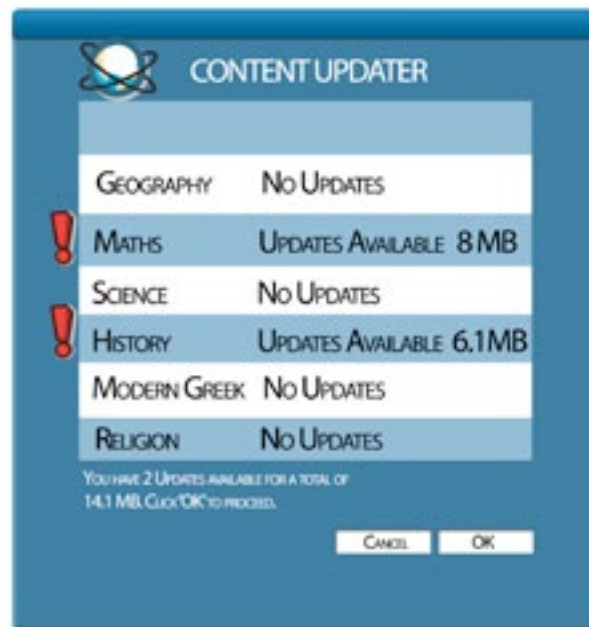 CONTENT UPDATER
GEOGRAPHY NO UPDATES
MATHS UPDATES AVAILABLE 8 MB
SCIENCE NO UPDATES
HISTORY UPDATES AVAILABLE 6.1MB
MODERN GREEK NO UPDATES
RELIGION NO UPDATES
YOU HAVE 2 UPDATES AVAILABLE FOR A TOTAL OF
14.1 MB. CLICK "OK" TO PROCEED.
CANCEL OK